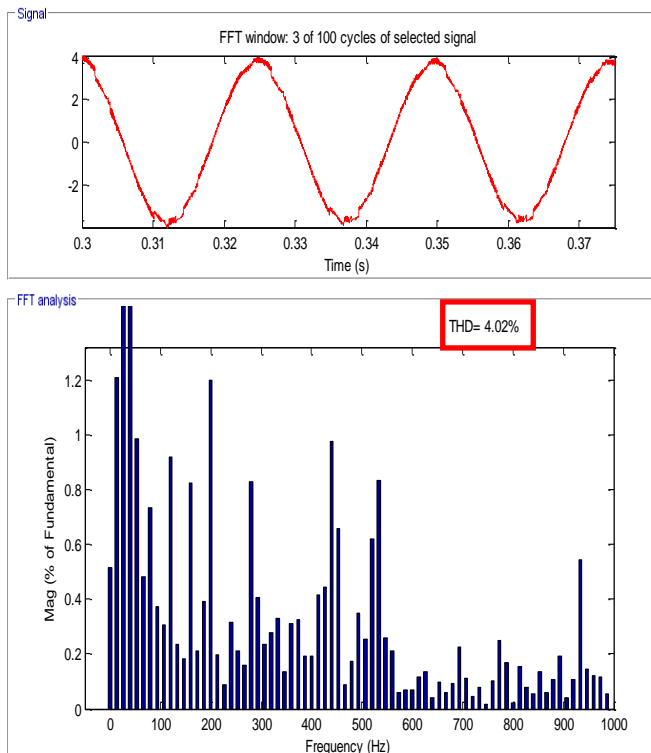 Signal
FFT window: 3 of 100 cycles of selected signal
4
2
0
-2
0.3 0.31 0.32 0.33 0.34 0.35 0.36 0.37
Time (s)
FFT analysis
THD= 4.02%
Mag (% of Fundamental)
1.2
1
0.8
0.6
0.4
0.2
0
0 100 200 300 400 500 600 700 800 900 1000
Frequency (Hz)